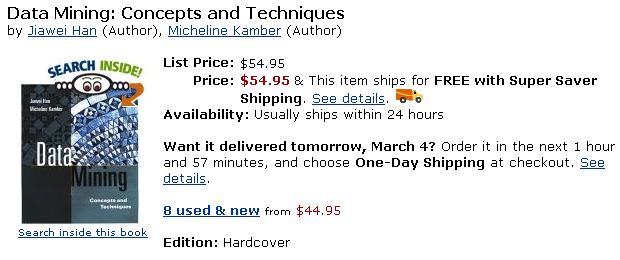 Data Mining: Concepts and Techniques
by Jiawei Han (Author), Micheline Kamber (Author)
SEARCH INSIDE!
Jiawei Han
Micheline Kamber
Data
Mining
Concepts and
Techniques
Search inside this book
List Price: $54.95
Price: $54.95 & This item ships for FREE with Super Saver
Shipping. See details.
Availability: Usually ships within 24 hours
Want it delivered tomorrow, March 4? Order it in the next 1 hour
and 57 minutes, and choose One-Day Shipping at checkout. See
details.
8 used & new from $44.95
Edition: Hardcover